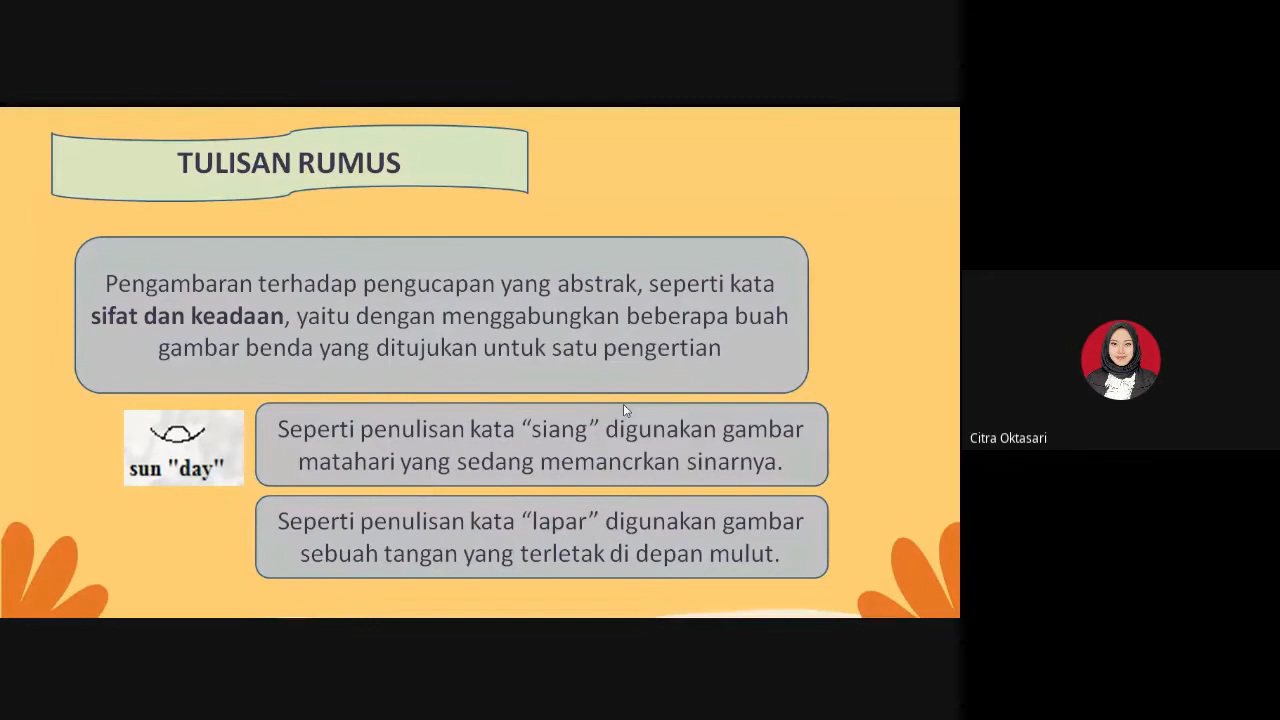 TULISAN RUMUS
Pengambaran terhadap pengucapan yang abstrak, seperti kata
sifat dan keadaan, yaitu dengan menggabungkan beberapa buah
gambar benda yang ditujukan untuk satu pengertian
sun "day"
Seperti penulisan kata “siang” digunakan gambar
matahari yang sedang memancrkan sinarnya.
Seperti penulisan kata “lapar” digunakan gambar
sebuah tangan yang terletak di depan mulut.
Citra Oktasari